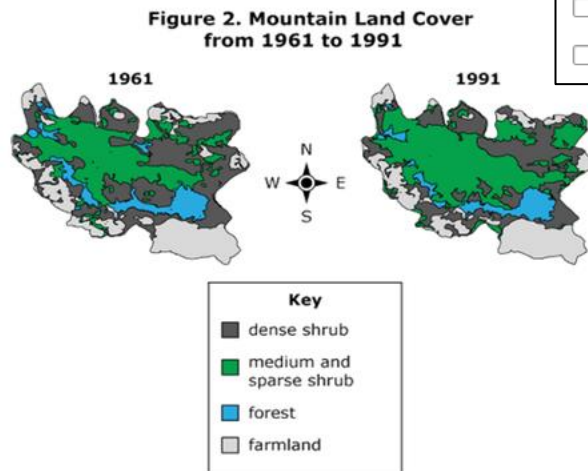 Figure 2. Mountain Land Cover
from 1961 to 1991
1961
1991
N
W
E
S
Key
dense shrub
medium and
sparse shrub
forest
farmland